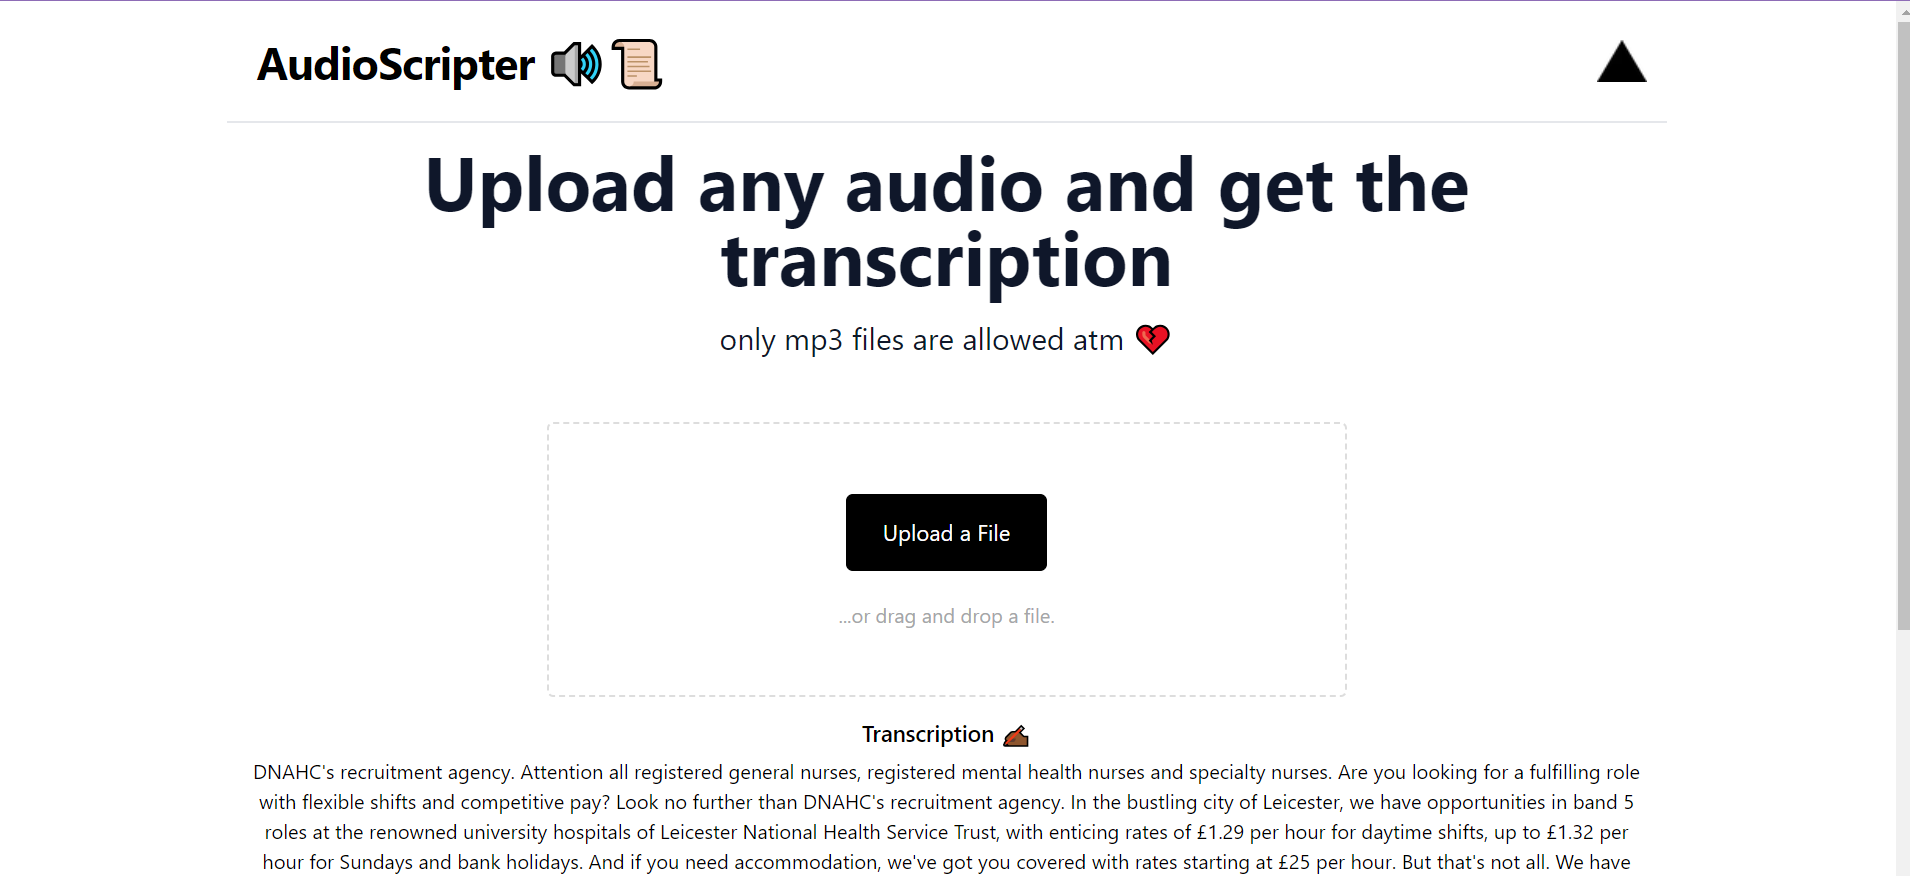 AudioScripter 🔊📜
Upload any audio and get the
transcription
only mp3 files are allowed atm 💔
Upload a File
...or drag and drop a file.
Transcription ✍🏾
DNAHC's recruitment agency. Attention all registered general nurses, registered mental health nurses and specialty nurses. Are you looking for a fulfilling role
with flexible shifts and competitive pay? Look no further than DNAHC's recruitment agency. In the bustling city of Leicester, we have opportunities in band 5
roles at the renowned university hospitals of Leicester National Health Service Trust, with enticing rates of £1.29 per hour for daytime shifts, up to £1.32 per
hour for Sundays and bank holidays. And if you need accommodation, we've got you covered with rates starting at £25 per hour. But that's not all. We have